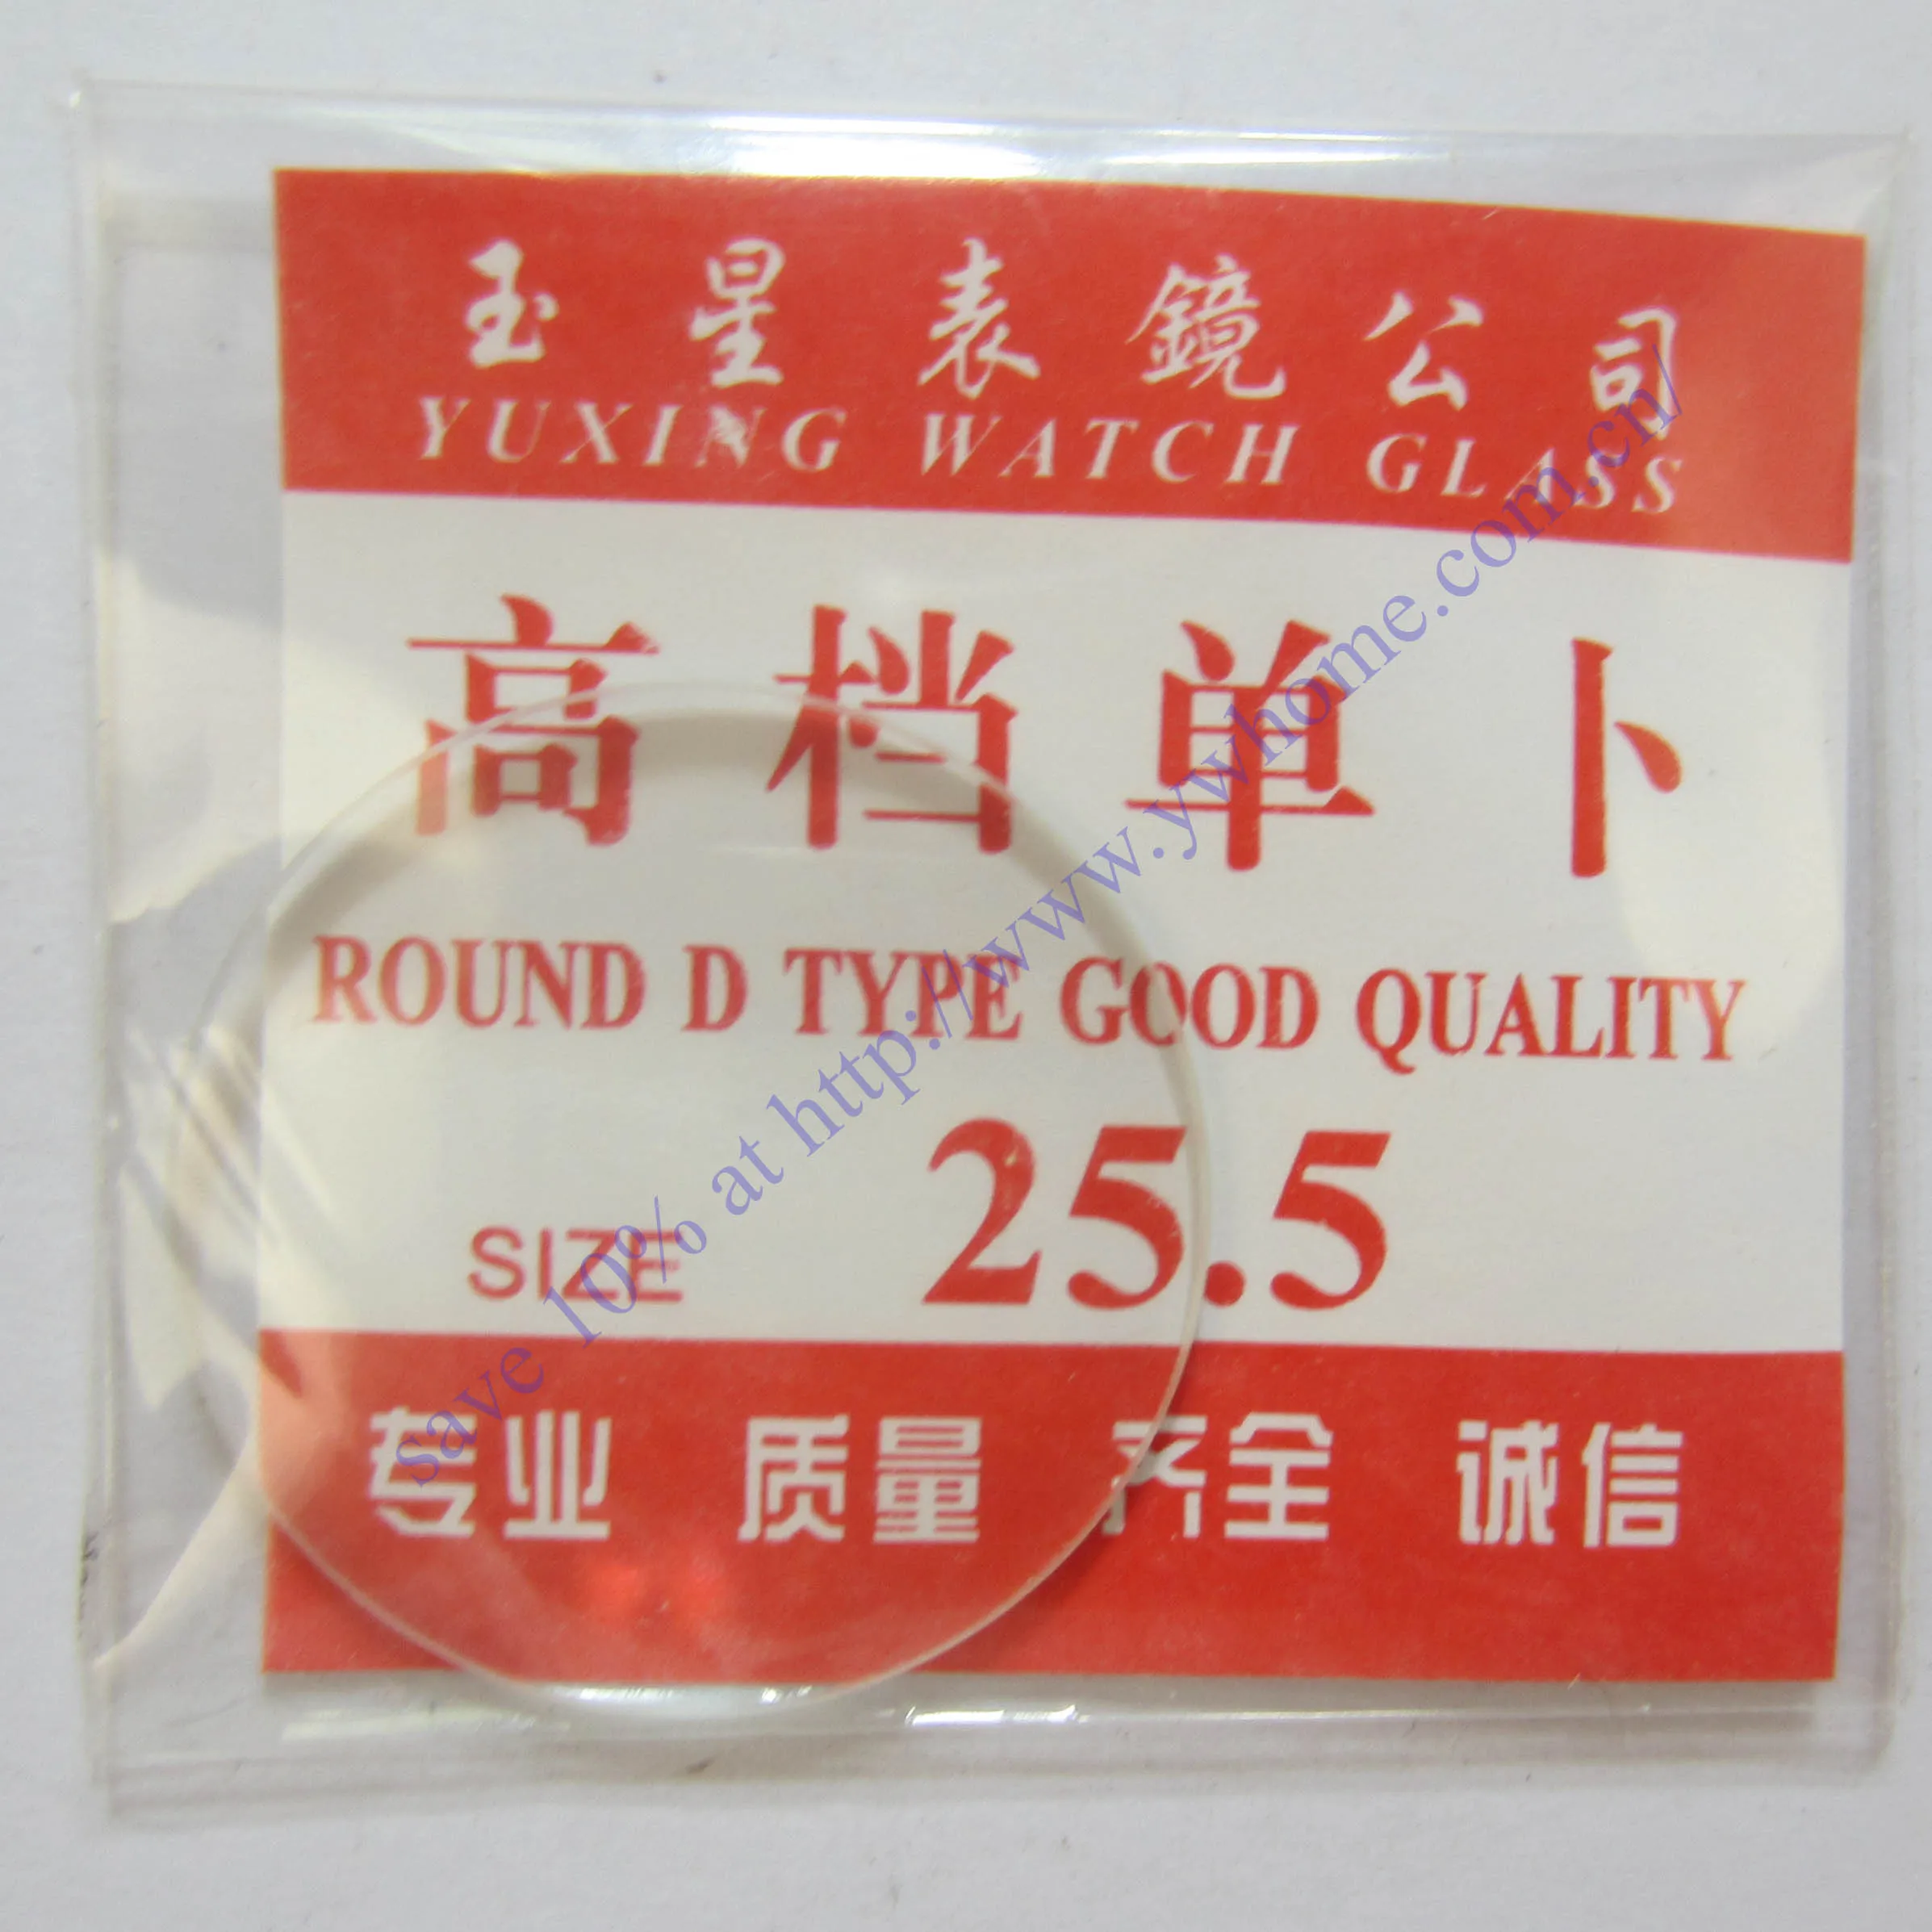 玉星表鏡公司
YUXING WATCH GLASS
高档单卜
ROUND D TYPE GOOD QUALITY
SIZE 25.5
专业 质量 齐全 诚信
save 10% at http://www.ywhome.com.cn/